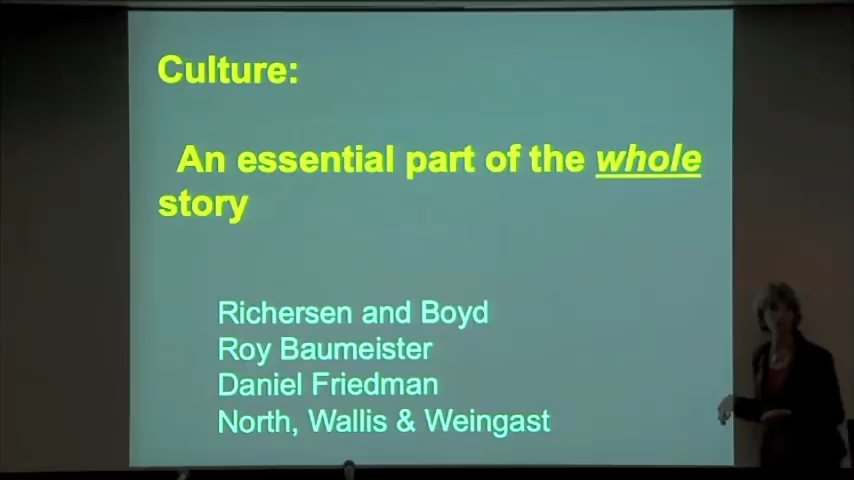 Culture:
An essential part of the whole
story
Richersen and Boyd
Roy Baumeister
Daniel Friedman
North, Wallis & Weingast